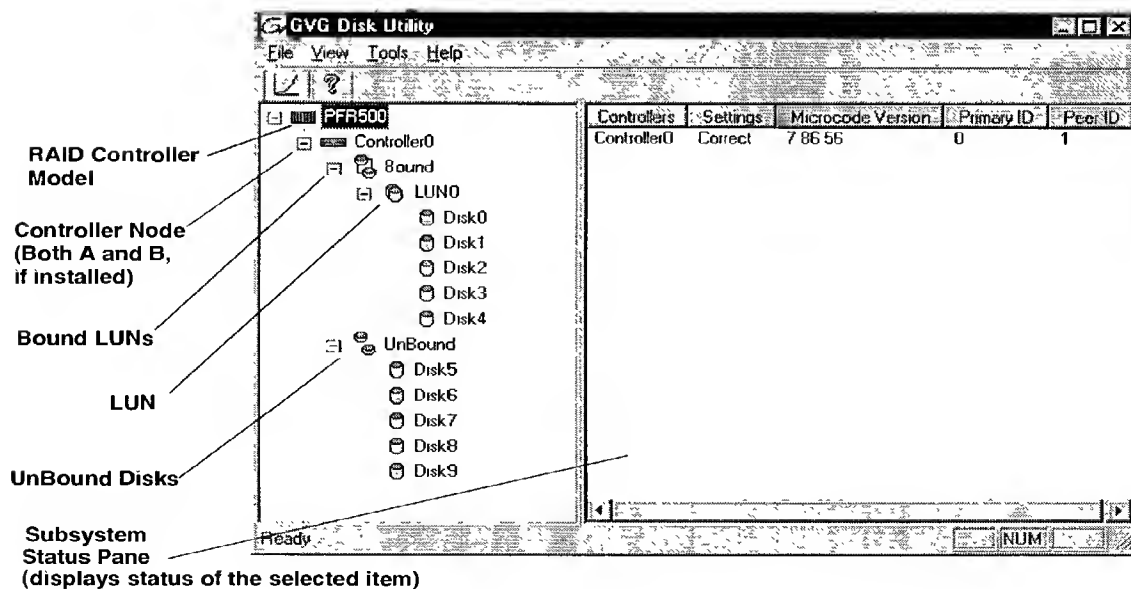 GVG Disk Utility
File View Tools Help
PFR500
Controller0
Bound
LUN0
Disk0
Disk1
Disk2
Disk3
Disk4
UnBound
Disk5
Disk6
Disk7
Disk8
Disk9
Controllers Settings Microcode Version Primary ID Peer ID
Controller0 Correct 7 86 56 0 1
Ready
NUM
RAID Controller
Model
Controller Node
(Both A and B,
if installed)
Bound LUNs
LUN
UnBound Disks
Subsystem
Status Pane
(displays status of the selected item)